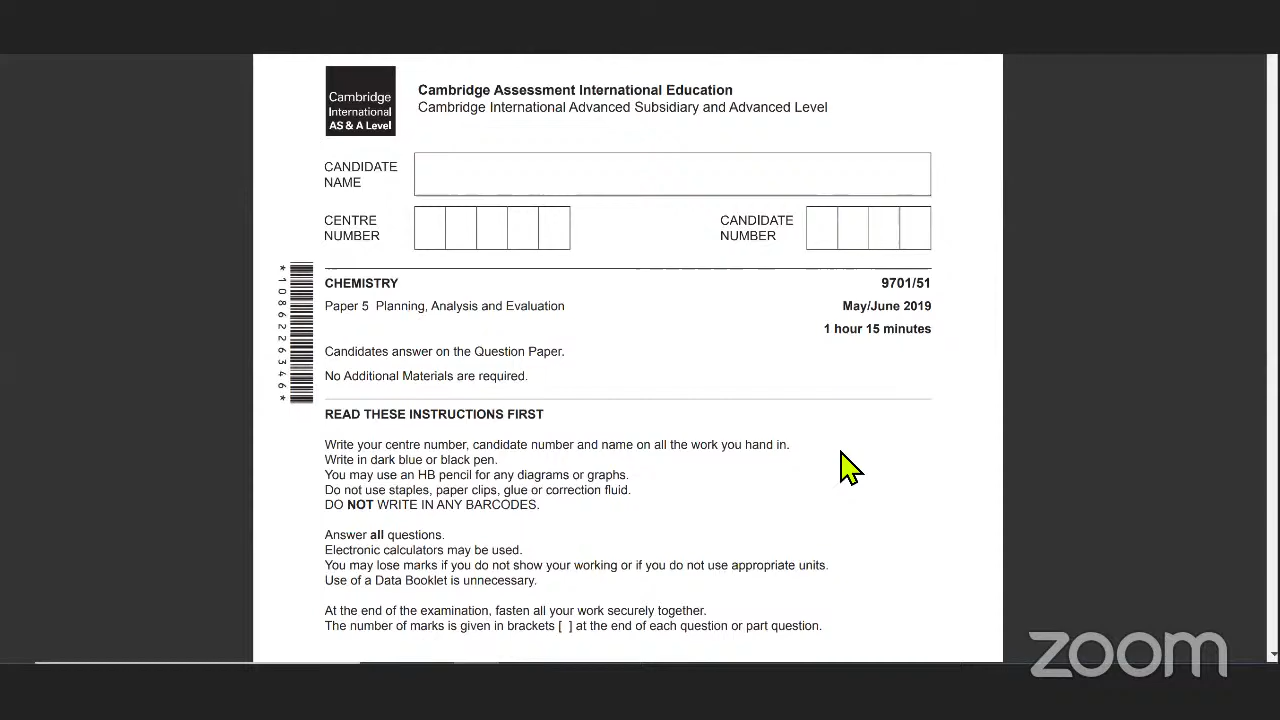 Cambridge
International
AS & A Level
Cambridge Assessment International Education
Cambridge International Advanced Subsidiary and Advanced Level
CANDIDATE
NAME
CENTRE
NUMBER
CANDIDATE
NUMBER
*1086226346*
CHEMISTRY 9701/51
Paper 5 Planning, Analysis and Evaluation May/June 2019
1 hour 15 minutes
Candidates answer on the Question Paper.
No Additional Materials are required.
READ THESE INSTRUCTIONS FIRST
Write your centre number, candidate number and name on all the work you hand in.
Write in dark blue or black pen.
You may use an HB pencil for any diagrams or graphs.
Do not use staples, paper clips, glue or correction fluid.
DO NOT WRITE IN ANY BARCODES.
Answer all questions.
Electronic calculators may be used.
You may lose marks if you do not show your working or if you do not use appropriate units.
Use of a Data Booklet is unnecessary.
At the end of the examination, fasten all your work securely together.
The number of marks is given in brackets [ ] at the end of each question or part question.
zoom